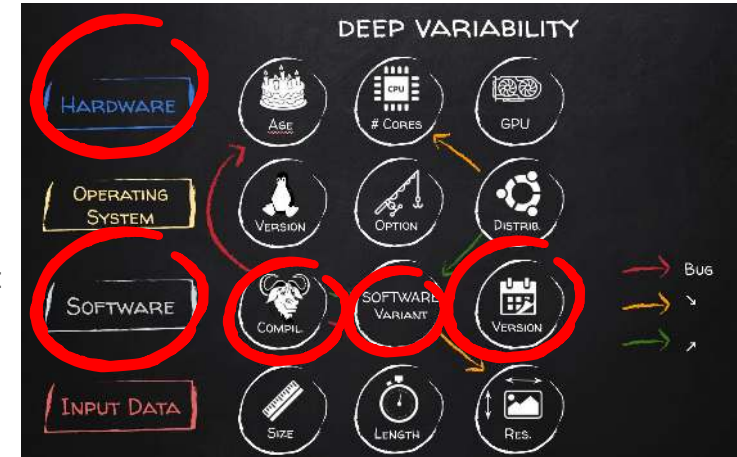 DEEP VARIABILITY
HARDWARE
AGE
CPU
# CORES
GPU
OPERATING
SYSTEM
VERSION
OPTION
DISTRIB.
SOFTWARE
COMPIL.
SOFTWARE
VARIANT
VERSION
BUG
↘
↗
INPUT DATA
SIZE
LENGTH
RES.